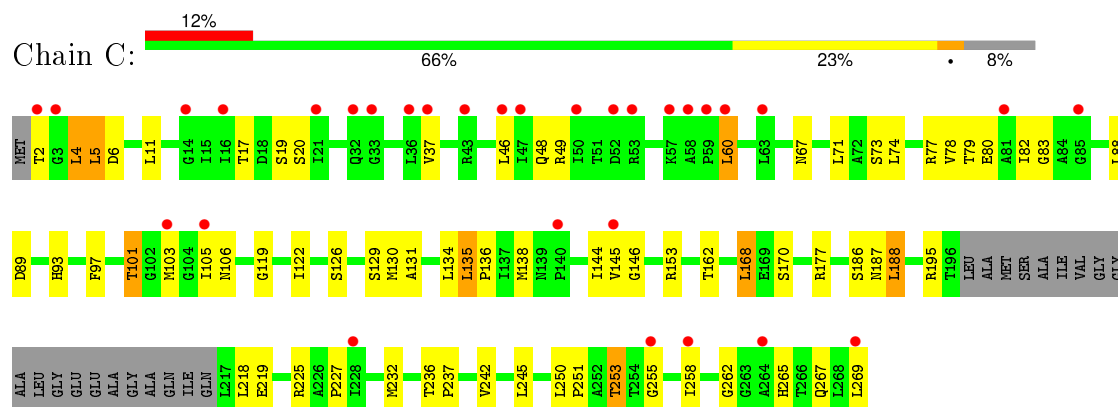 12%
Chain C:
66% 23% • 8%
MET T2 G3 L4 L5 D6 L11 G14 I15 I16 T17 D18 S19 S20 I21 Q32 G33 L36 V37 R43 L46 I47 Q48 R49 I50 T51 D52 R53 K57 A58 P59 L60 L63 N67 L71 A72 S73 L74 R77 V78 T79 E80 A81 I82 G83 A84 G85 L88
D89 H93 F97 T101 G102 M103 G104 I105 N106 G119 I122 S126 S129 M130 A131 L134 L135 P136 I137 M138 N139 P140 I144 V145 G146 R153 T162 L168 E169 S170 R177 S186 N187 L188 R195 T196 LEU ALA MET SER ALA ILE VAL GLY GLY
ALA LEU GLY GLU GLU ALA GLY ALA GLN ILE GLN L217 L218 E219 R225 A226 P227 I228 M232 T236 P237 V242 L245 L250 P251 A252 T253 T254 G255 I258 G262 G263 A264 H265 T266 Q267 L268 L269